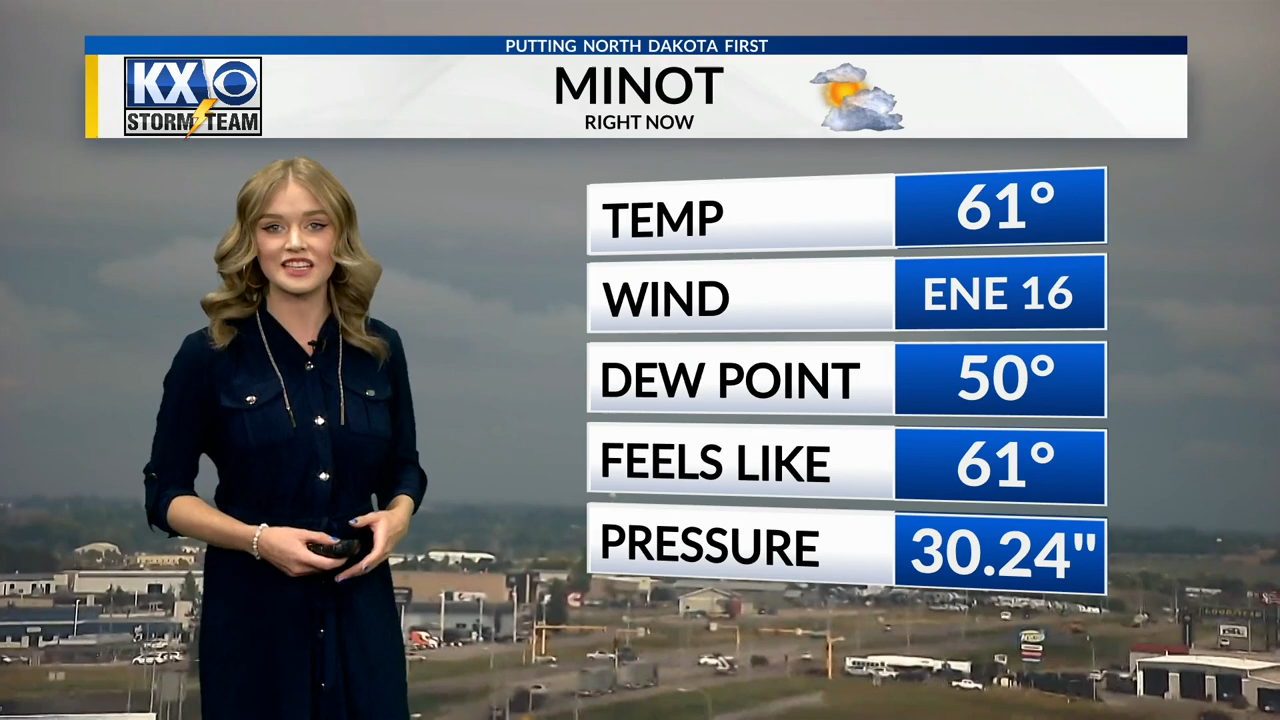 PUTTING NORTH DAKOTA FIRST
KX
STORM TEAM
MINOT
RIGHT NOW
TEMP 61°
WIND ENE 16
DEW POINT 50°
FEELS LIKE 61°
PRESSURE 30.24"